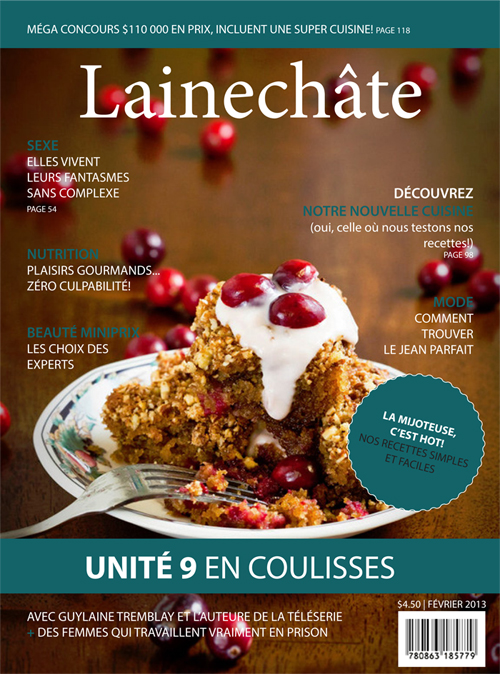 MÉGA CONCOURS $110 000 EN PRIX, INCLUENT UNE SUPER CUISINE! PAGE 118
Lainechâte
SEXE
ELLES VIVENT
LEURS FANTASMES
SANS COMPLEXE
PAGE 54
DÉCOUVREZ
NOTRE NOUVELLE CUISINE
(oui, celle où nous testons nos
recettes!)
PAGE 98
NUTRITION
PLAISIRS GOURMANDS...
ZÉRO CULPABILITÉ!
MODE
COMMENT
TROUVER
LE JEAN PARFAIT
BEAUTÉ MINIPRIX
LES CHOIX DES
EXPERTS
LA MIJOTEUSE,
C'EST HOT!
NOS RECETTES SIMPLES
ET FACILES
UNITÉ 9 EN COULISSES
AVEC GUYLAINE TREMBLAY ET L'AUTEURE DE LA TÉLÉSERIE
+ DES FEMMES QUI TRAVAILLENT VRAIMENT EN PRISON
$4.50 | FÉVRIER 2013
780863 185779